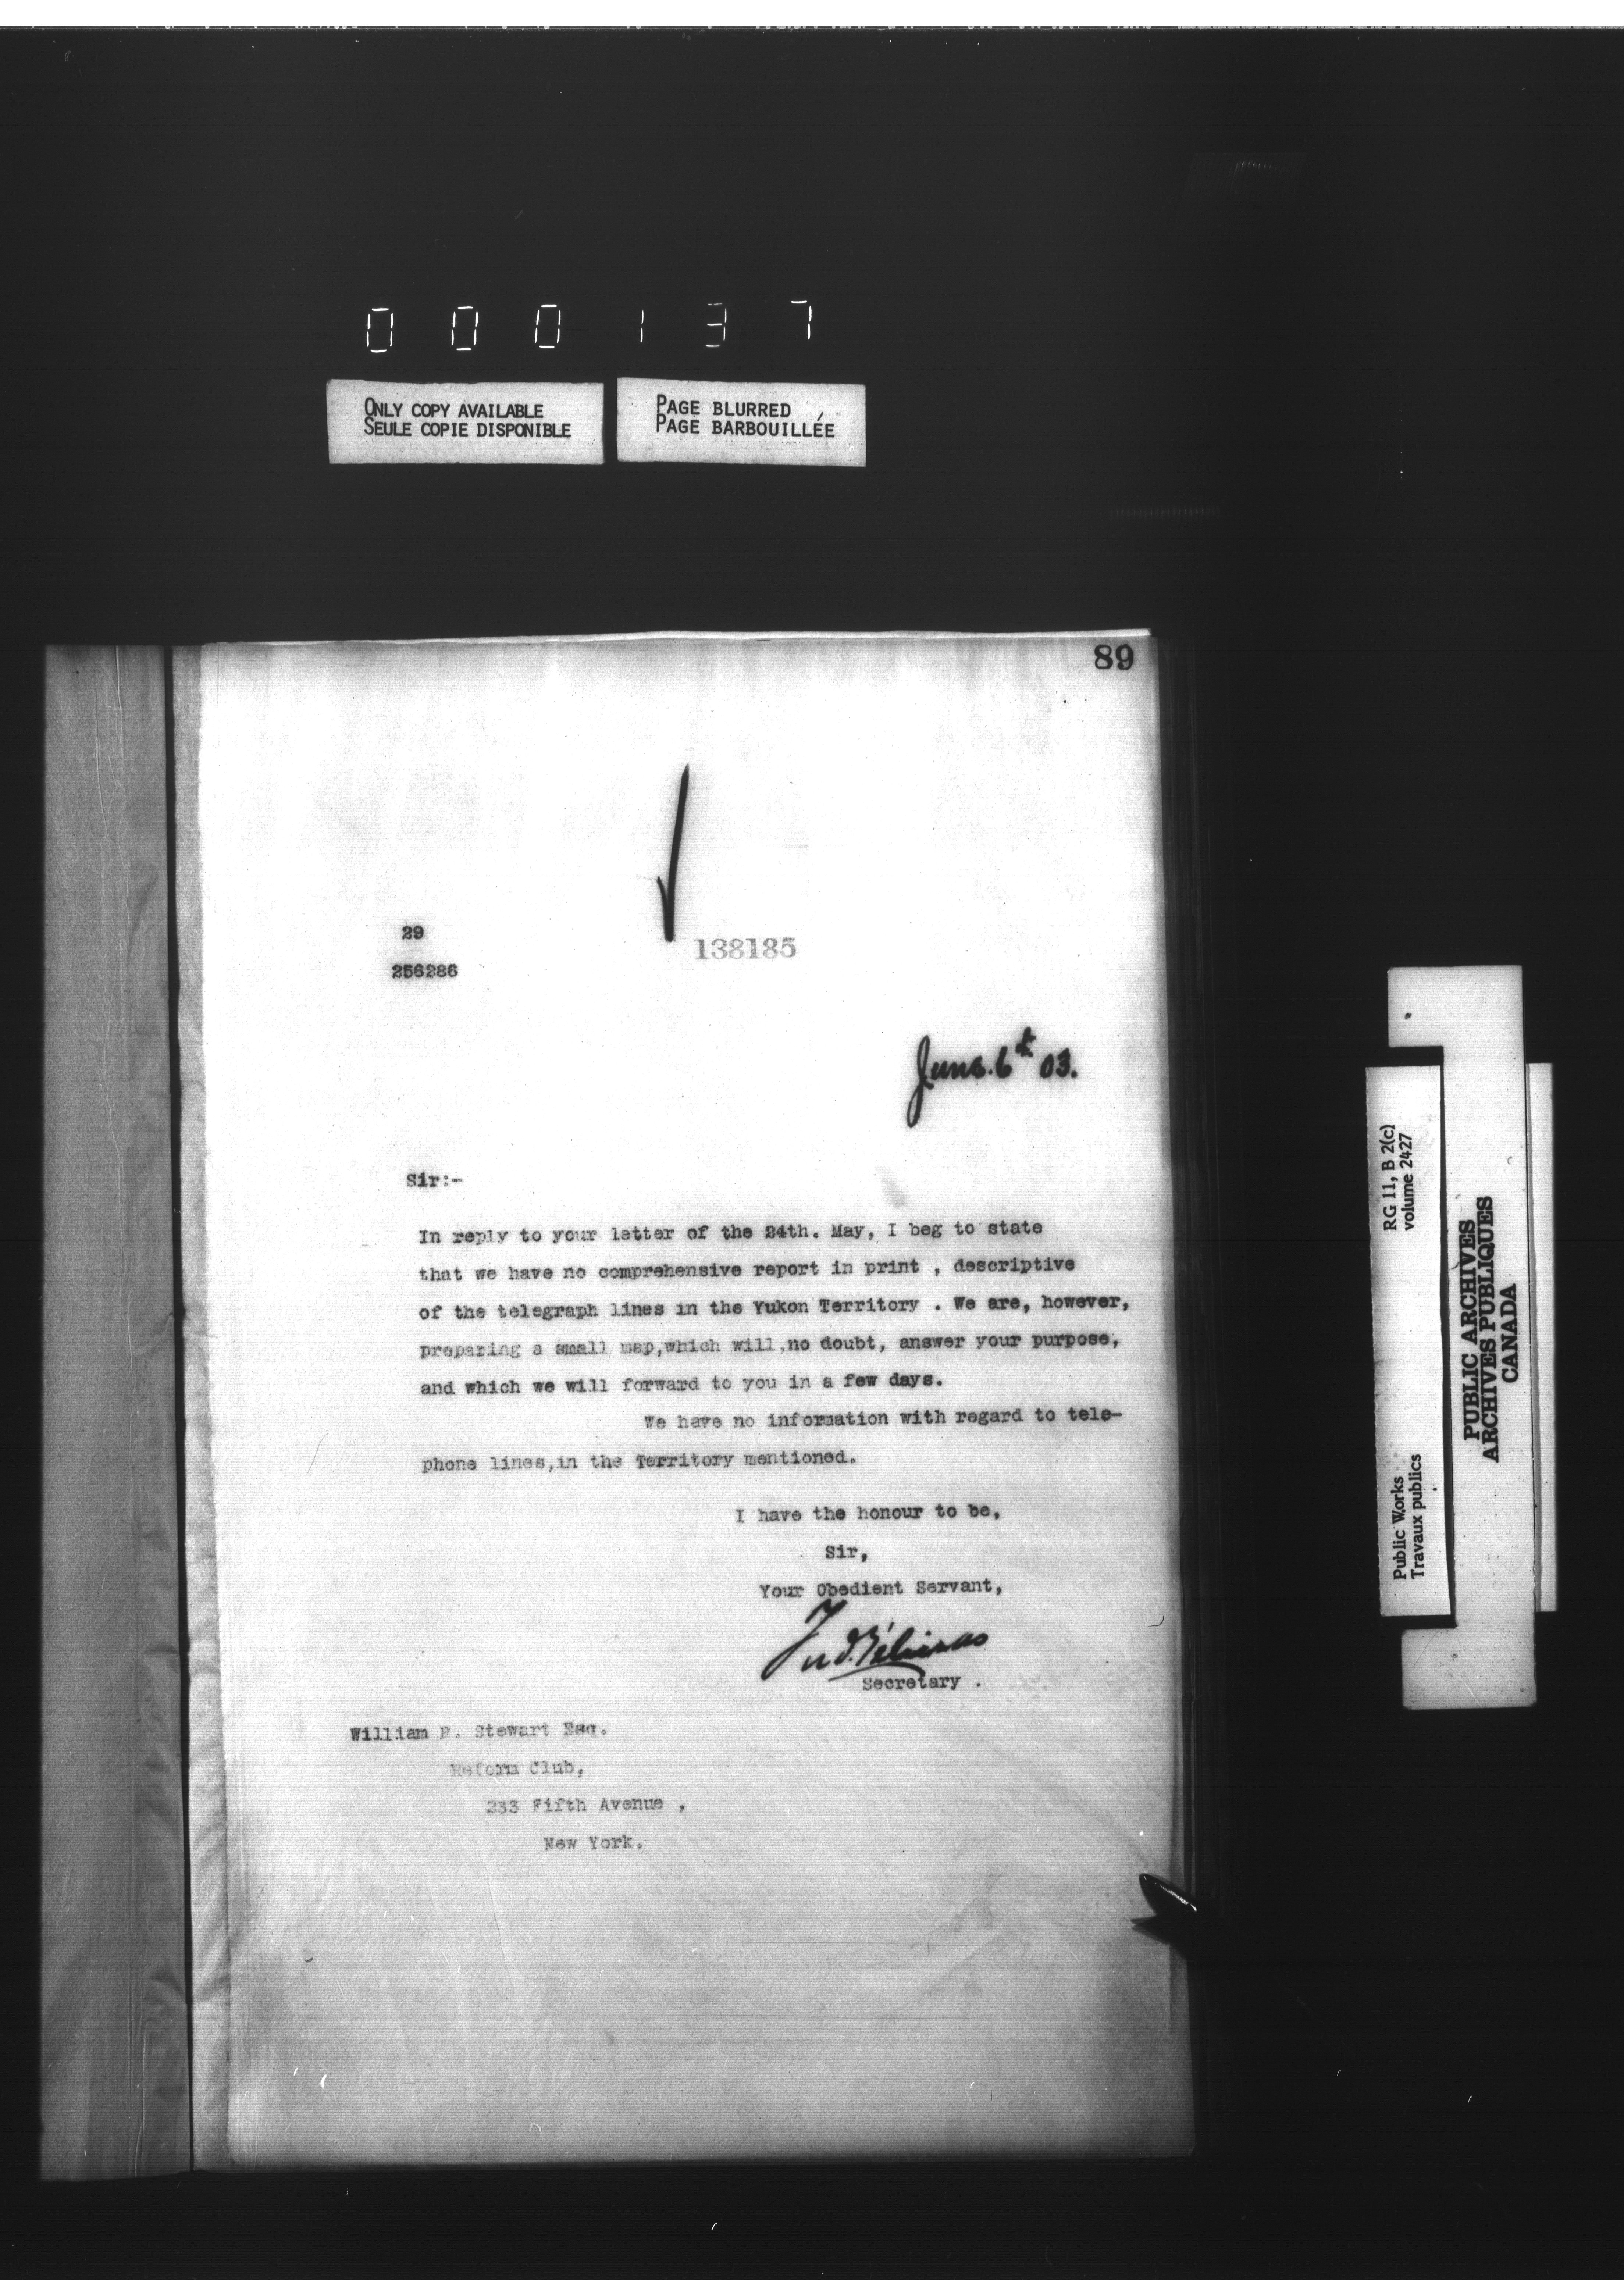 000137
ONLY COPY AVAILABLE
SEULE COPIE DISPONIBLE
PAGE BLURRED
PAGE BARBOUILLÉE
89
29
256286
138185
June 6th 03.
Sir:-
In reply to your letter of the 24th. May, I beg to state
that we have no comprehensive report in print , descriptive
of the telegraph lines in the Yukon Territory . We are, however,
preparing a small map,which will,no doubt, answer your purpose,
and which we will forward to you in a few days.
We have no information with regard to tele-
phone lines,in the Territory mentioned.
I have the honour to be,
Sir,
Your Obedient Servant,
Secretary .
William R. Stewart Esq.
Reform Club,
233 Fifth Avenue ,
New York.
RG 11, B 2(c)
volume 2427
Public Works
Travaux publics
PUBLIC ARCHIVES
ARCHIVES PUBLIQUES
CANADA